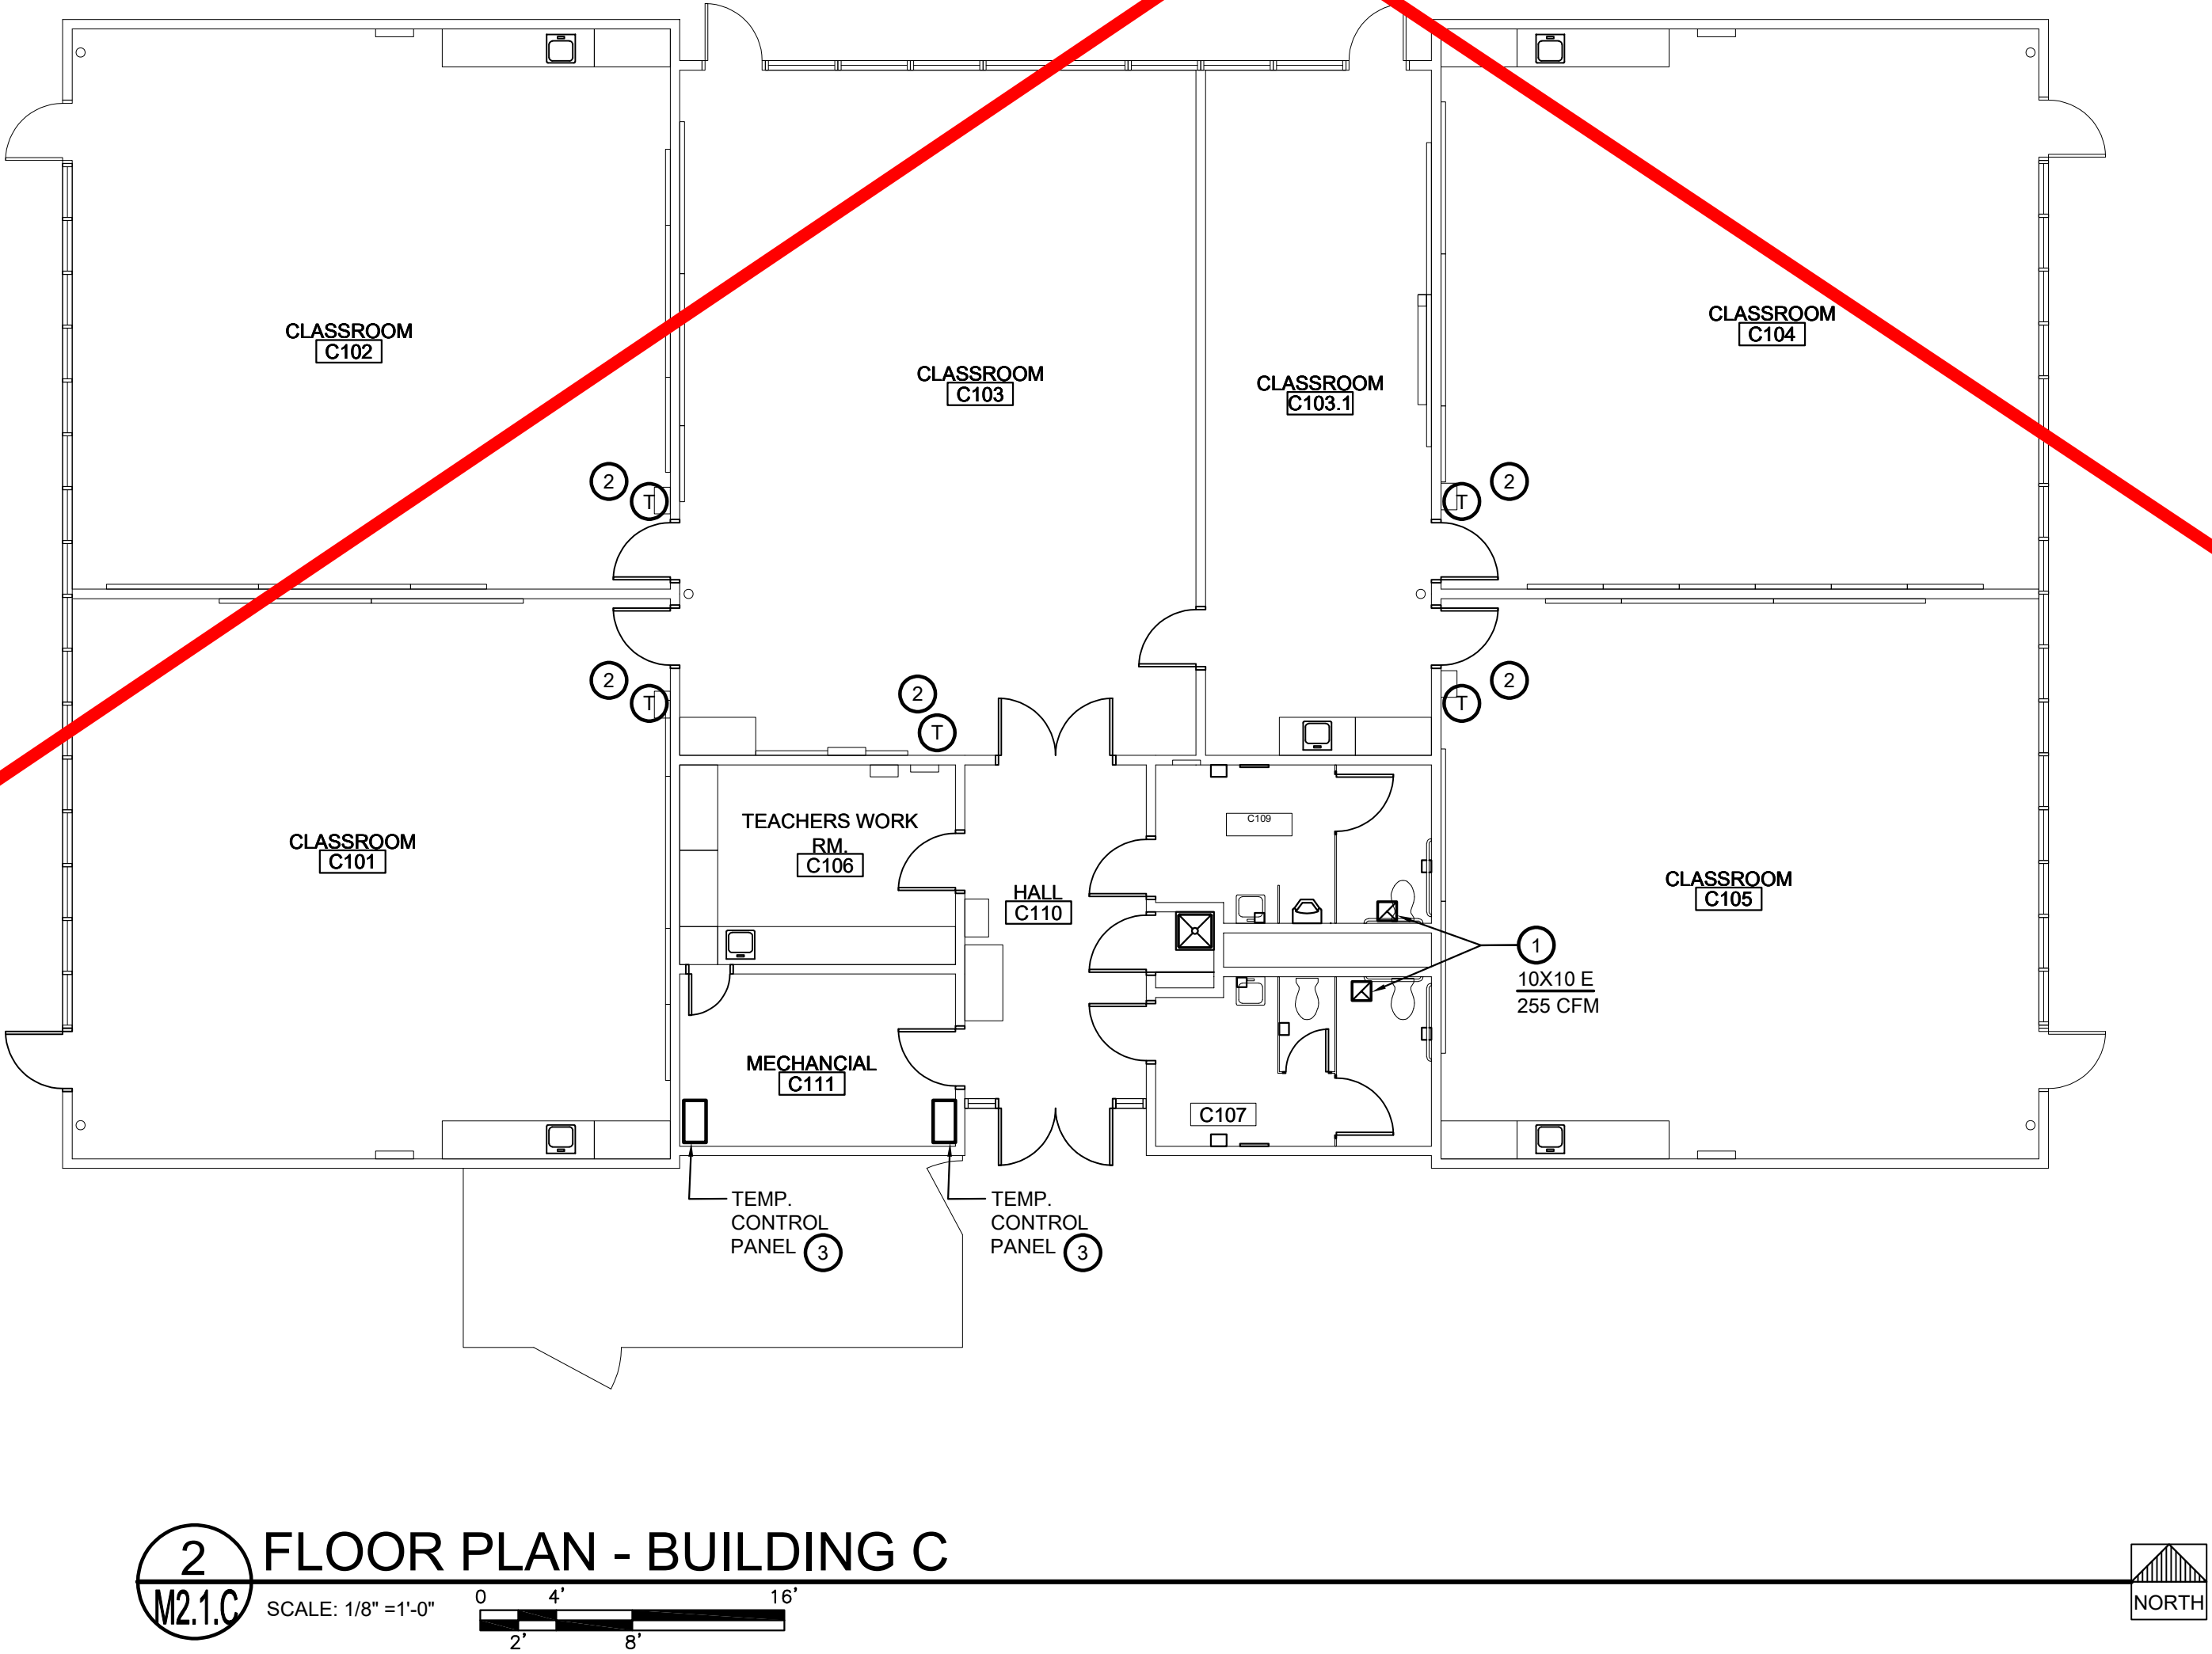 CLASSROOM
C102
CLASSROOM
C103
CLASSROOM
C103.1
CLASSROOM
C104
2
T
2
T
2
T
2
T
2
T
CLASSROOM
C101
TEACHERS WORK
RM.
C106
HALL
C110
C109
CLASSROOM
C105
1
10X10 E
255 CFM
MECHANCIAL
C111
C107
TEMP.
CONTROL
PANEL 3
TEMP.
CONTROL
PANEL 3
2
M2.1.C
FLOOR PLAN - BUILDING C
SCALE: 1/8" =1'-0"
0 4' 16'
2' 8'
NORTH